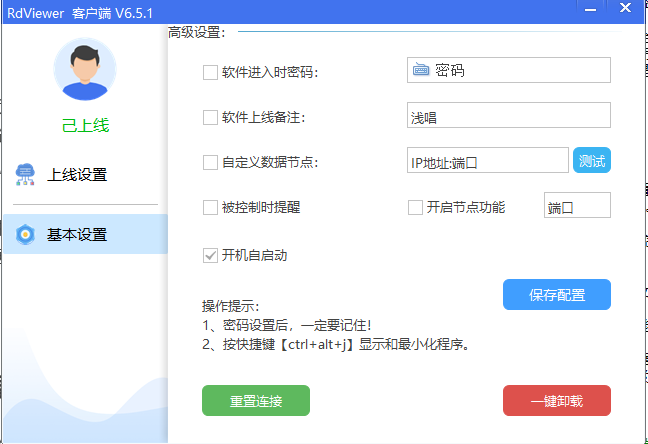 RdViewer 客户端 V6.5.1
己上线
上线设置
基本设置
高级设置:
软件进入时密码:
密码
软件上线备注:
浅唱
自定义数据节点:
IP地址:端口
测试
被控制时提醒
开启节点功能
端口
开机自启动
保存配置
操作提示:
1、密码设置后，一定要记住!
2、按快捷键【ctrl+alt+j】显示和最小化程序。
重置连接
一键卸载